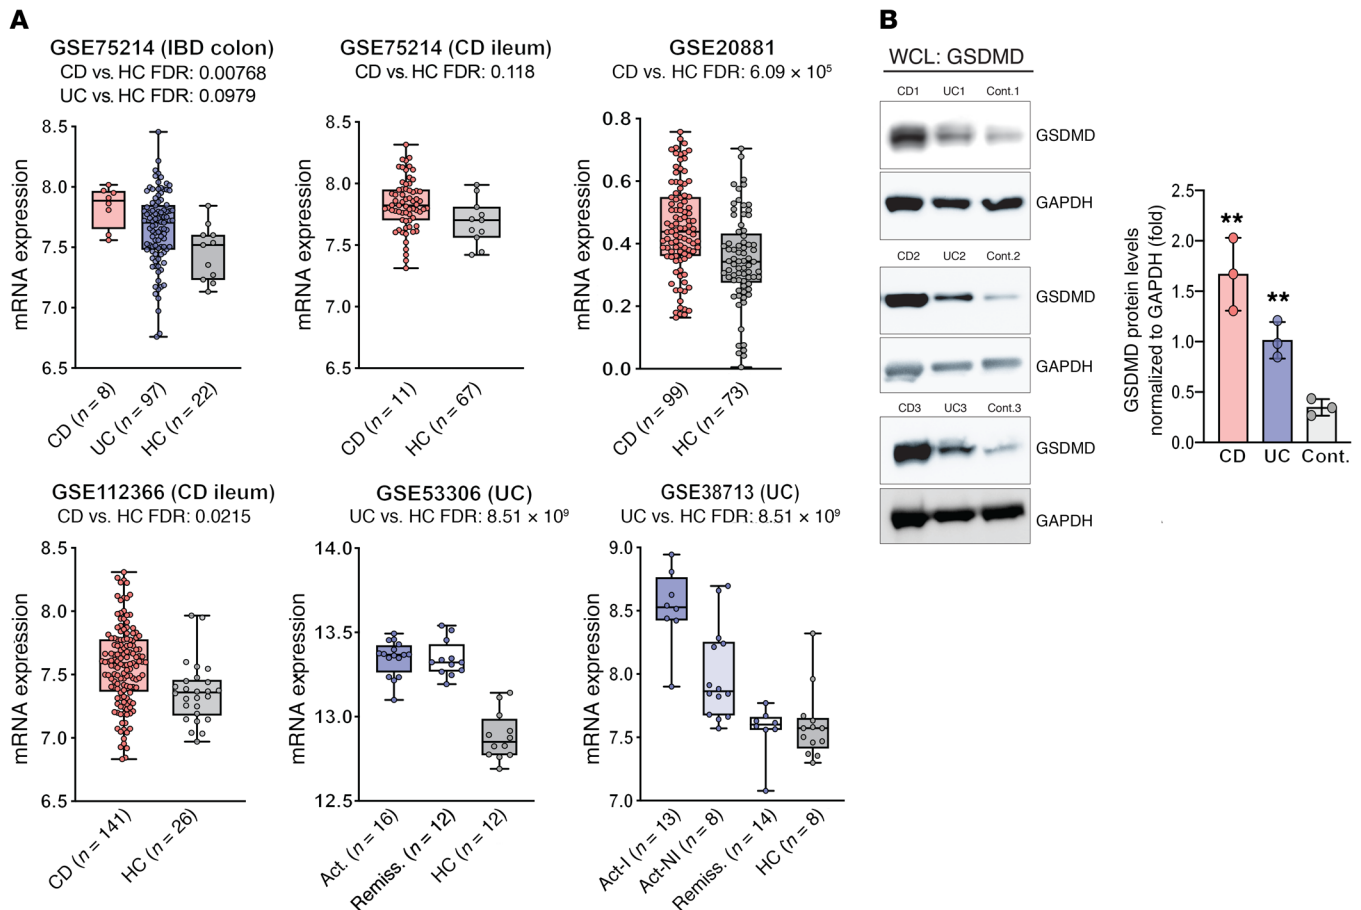 A
GSE75214 (IBD colon)
CD vs. HC FDR: 0.00768
UC vs. HC FDR: 0.0979
mRNA expression
8.5
8.0
7.5
7.0
6.5
CD (n = 8)
UC (n = 97)
HC (n = 22)
GSE75214 (CD ileum)
CD vs. HC FDR: 0.118
mRNA expression
8.5
8.0
7.5
7.0
6.5
CD (n = 11)
HC (n = 67)
GSE20881
CD vs. HC FDR: 6.09 × 10⁵
mRNA expression
0.8
0.6
0.4
0.2
0.0
CD (n = 99)
HC (n = 73)
GSE112366 (CD ileum)
CD vs. HC FDR: 0.0215
mRNA expression
8.5
8.0
7.5
7.0
6.5
CD (n = 141)
HC (n = 26)
GSE53306 (UC)
UC vs. HC FDR: 8.51 × 10⁹
mRNA expression
14.0
13.5
13.0
12.5
Act. (n = 16)
Remiss. (n = 12)
HC (n = 12)
GSE38713 (UC)
UC vs. HC FDR: 8.51 × 10⁹
mRNA expression
9.0
8.5
8.0
7.5
7.0
Act-I (n = 13)
Act-NI (n = 8)
Remiss. (n = 14)
HC (n = 8)
B
WCL: GSDMD
CD1 UC1 Cont.1
GSDMD
GAPDH
CD2 UC2 Cont.2
GSDMD
GAPDH
CD3 UC3 Cont.3
GSDMD
GAPDH
GSDMD protein levels
normalized to GAPDH (fold)
2.5
2.0
1.5
1.0
0.5
0.0
**
**
CD UC Cont.